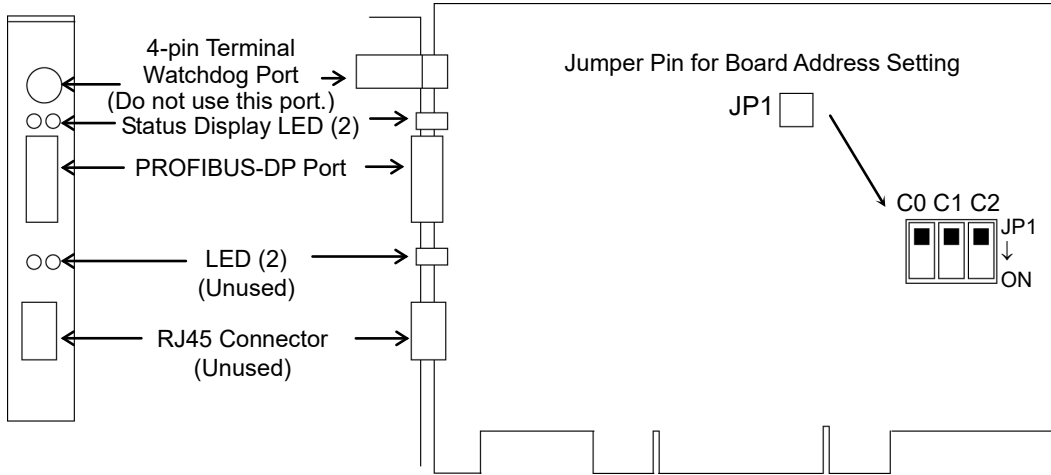 4-pin Terminal
Watchdog Port
(Do not use this port.)
Status Display LED (2)
PROFIBUS-DP Port
LED (2)
(Unused)
RJ45 Connector
(Unused)
Jumper Pin for Board Address Setting
JP1
C0 C1 C2
JP1
↓
ON